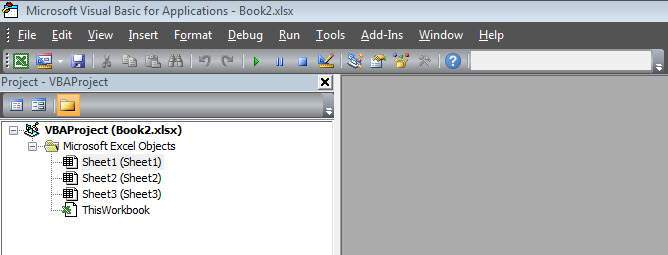 Microsoft Visual Basic for Applications - Book2.xlsx
File Edit View Insert Format Debug Run Tools Add-Ins Window Help
Project - VBAProject
VBAProject (Book2.xlsx)
Microsoft Excel Objects
Sheet1 (Sheet1)
Sheet2 (Sheet2)
Sheet3 (Sheet3)
ThisWorkbook